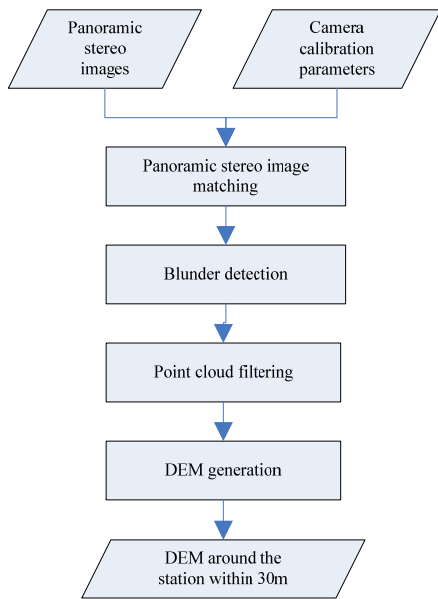 Panoramic
stereo
images
Camera
calibration
parameters
Panoramic stereo image
matching
Blunder detection
Point cloud filtering
DEM generation
DEM around the
station within 30m